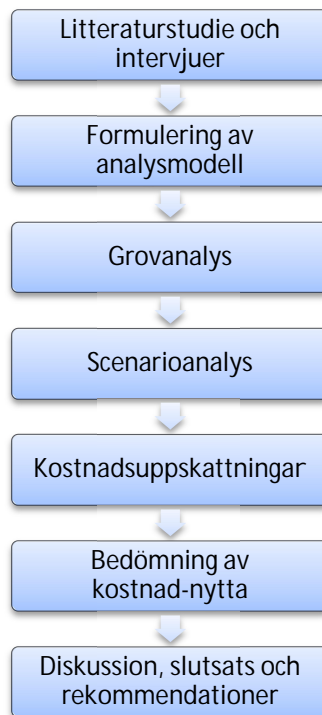 Litteraturstudie och
intervjuer
Formulering av
analysmodell
Grovanalys
Scenarioanalys
Kostnadsuppskattningar
Bedömning av
kostnad-nytta
Diskussion, slutsats och
rekommendationer